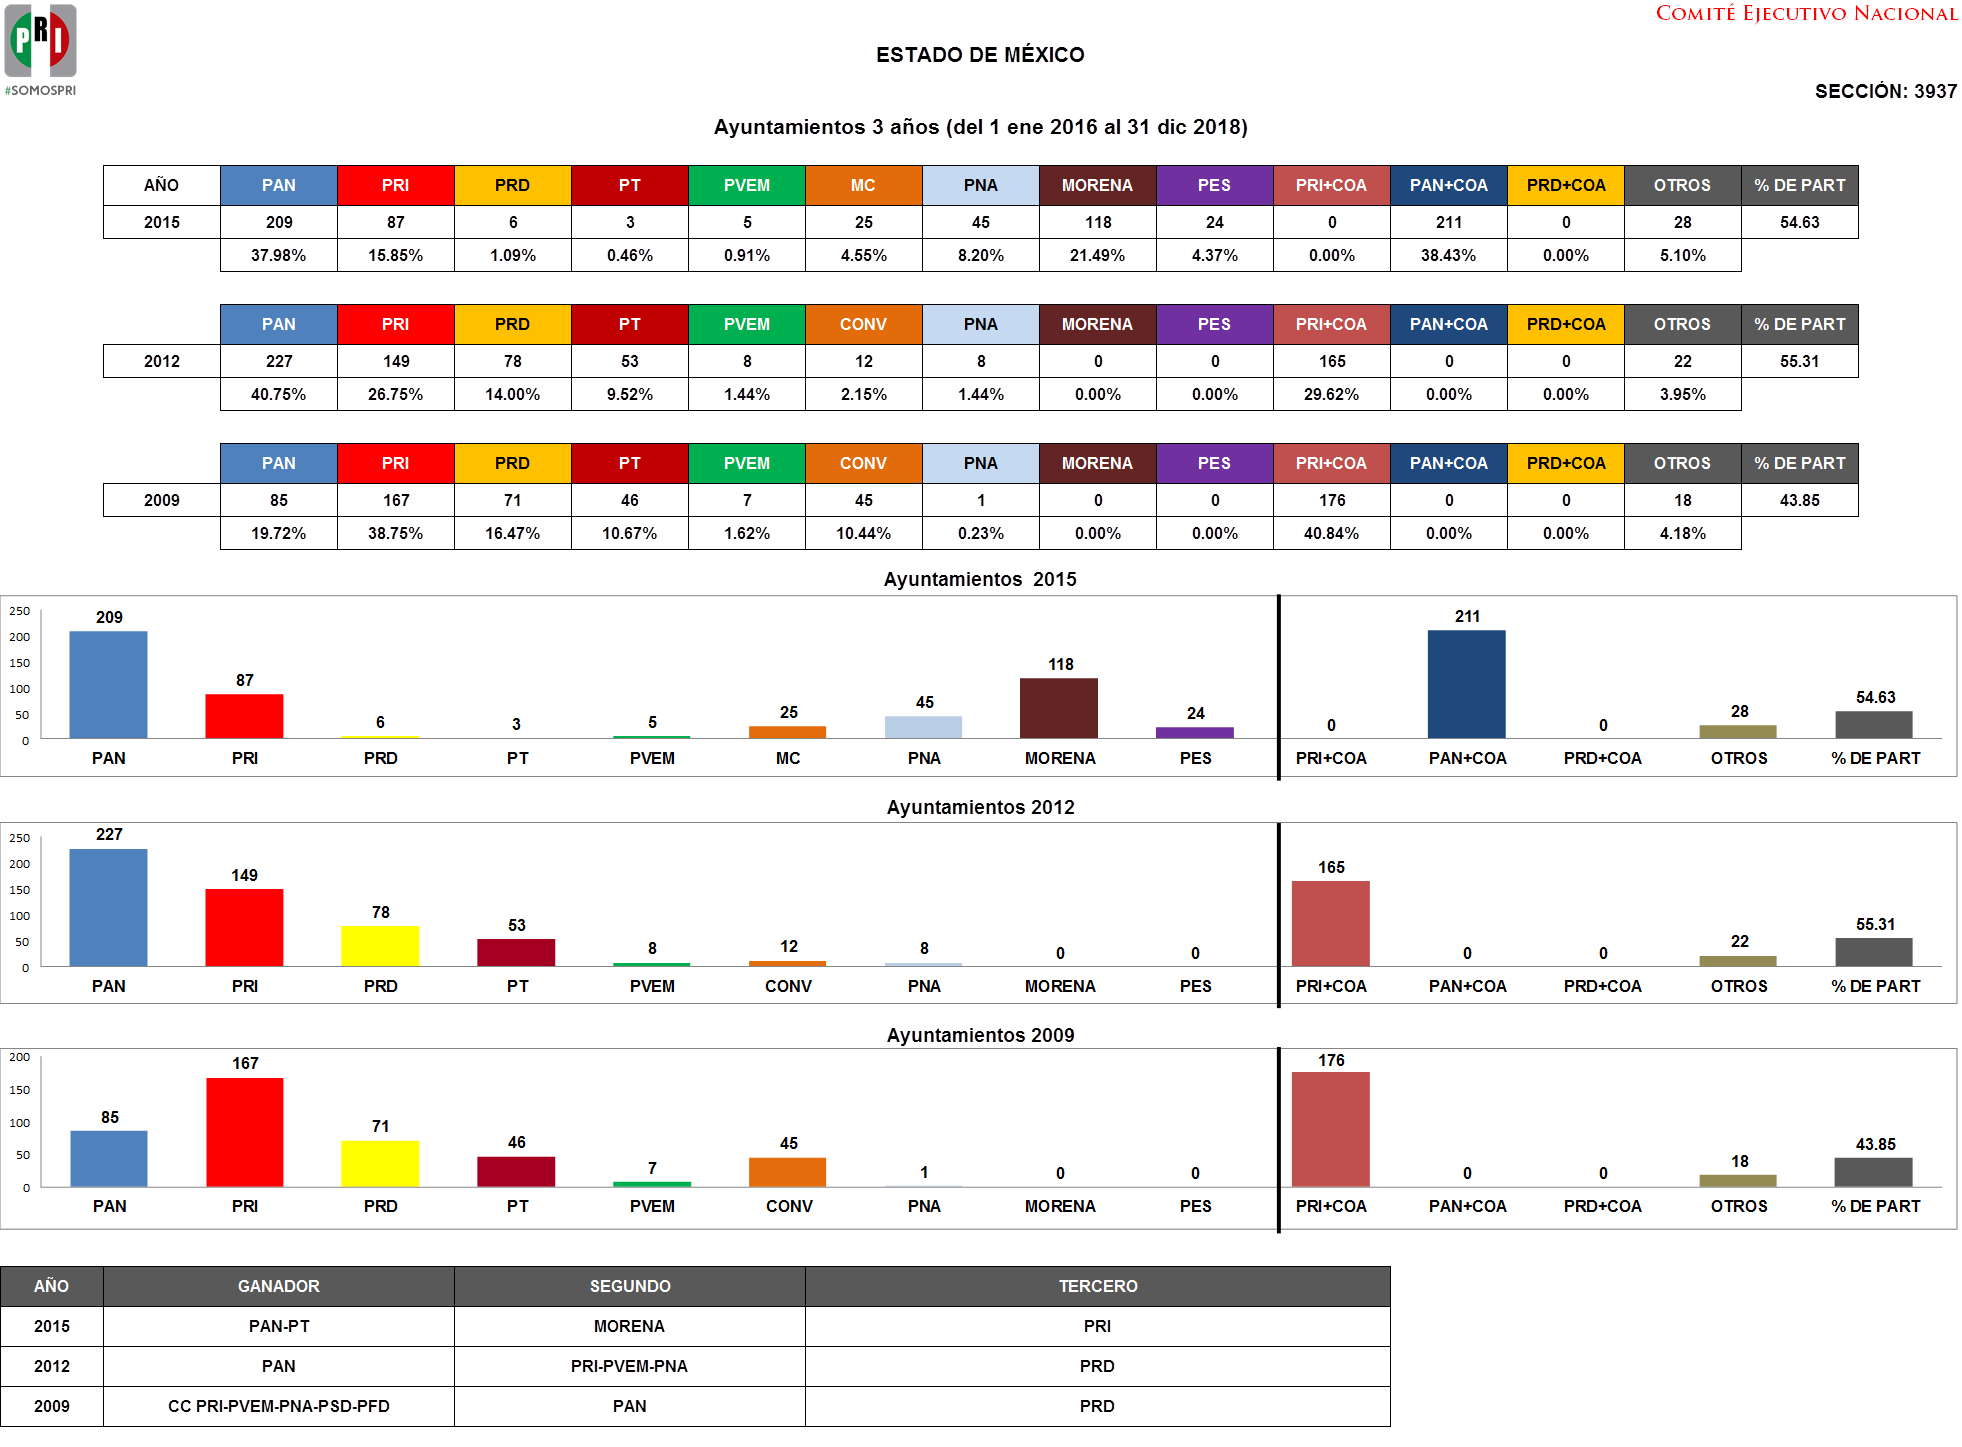 PRI
#SOMOSPRI
COMITÉ EJECUTIVO NACIONAL
ESTADO DE MÉXICO
SECCIÓN: 3937
Ayuntamientos 3 años (del 1 ene 2016 al 31 dic 2018)
AÑO PAN PRI PRD PT PVEM MC PNA MORENA PES PRI+COA PAN+COA PRD+COA OTROS % DE PART
2015 209 87 6 3 5 25 45 118 24 0 211 0 28 54.63
37.98% 15.85% 1.09% 0.46% 0.91% 4.55% 8.20% 21.49% 4.37% 0.00% 38.43% 0.00% 5.10%
PAN PRI PRD PT PVEM CONV PNA MORENA PES PRI+COA PAN+COA PRD+COA OTROS % DE PART
2012 227 149 78 53 8 12 8 0 0 165 0 0 22 55.31
40.75% 26.75% 14.00% 9.52% 1.44% 2.15% 1.44% 0.00% 0.00% 29.62% 0.00% 0.00% 3.95%
PAN PRI PRD PT PVEM CONV PNA MORENA PES PRI+COA PAN+COA PRD+COA OTROS % DE PART
2009 85 167 71 46 7 45 1 0 0 176 0 0 18 43.85
19.72% 38.75% 16.47% 10.67% 1.62% 10.44% 0.23% 0.00% 0.00% 40.84% 0.00% 0.00% 4.18%
Ayuntamientos 2015
250
200
150
100
50
0
209 87 6 3 5 25 45 118 24 0 211 0 28 54.63
PAN PRI PRD PT PVEM MC PNA MORENA PES PRI+COA PAN+COA PRD+COA OTROS % DE PART
Ayuntamientos 2012
250
200
150
100
50
0
227 149 78 53 8 12 8 0 0 165 0 0 22 55.31
PAN PRI PRD PT PVEM CONV PNA MORENA PES PRI+COA PAN+COA PRD+COA OTROS % DE PART
Ayuntamientos 2009
200
150
100
50
0
85 167 71 46 7 45 1 0 0 176 0 0 18 43.85
PAN PRI PRD PT PVEM CONV PNA MORENA PES PRI+COA PAN+COA PRD+COA OTROS % DE PART
AÑO GANADOR SEGUNDO TERCERO
2015 PAN-PT MORENA PRI
2012 PAN PRI-PVEM-PNA PRD
2009 CC PRI-PVEM-PNA-PSD-PFD PAN PRD